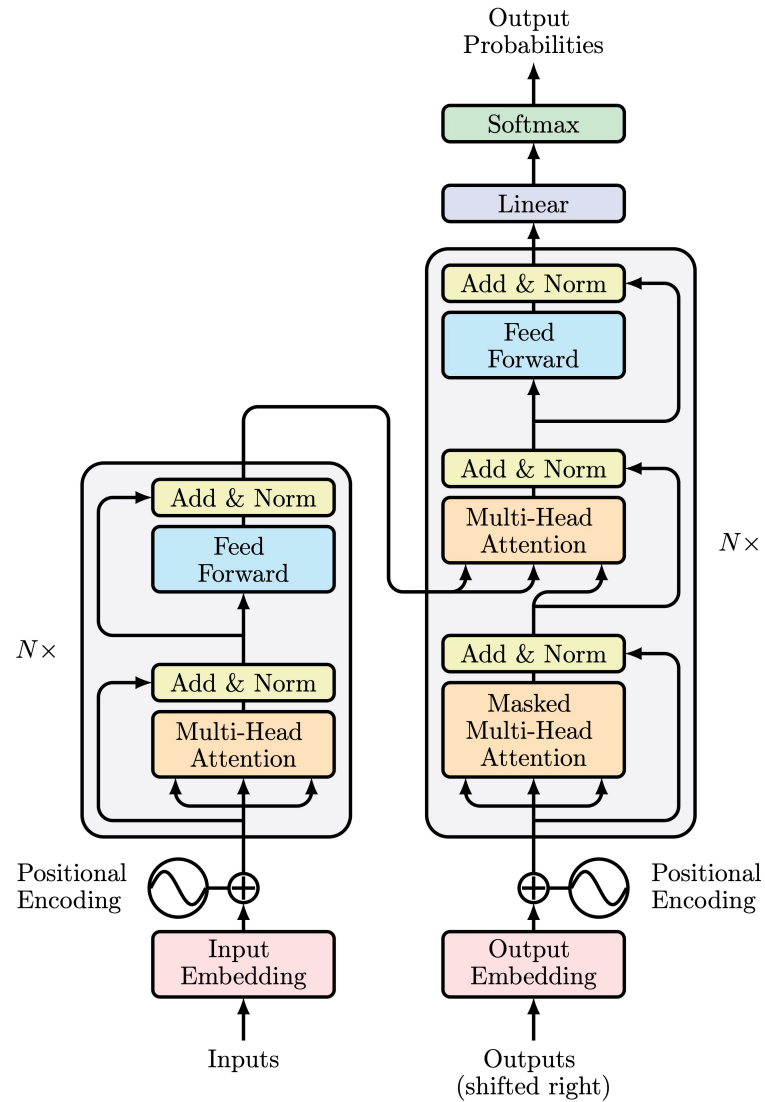 Output
Probabilities
Softmax
Linear
Add & Norm
Feed
Forward
Add & Norm
Multi-Head
Attention
N×
Add & Norm
Masked
Multi-Head
Attention
Add & Norm
Feed
Forward
N×
Add & Norm
Multi-Head
Attention
Positional
Encoding
Positional
Encoding
Input
Embedding
Output
Embedding
Inputs
Outputs
(shifted right)